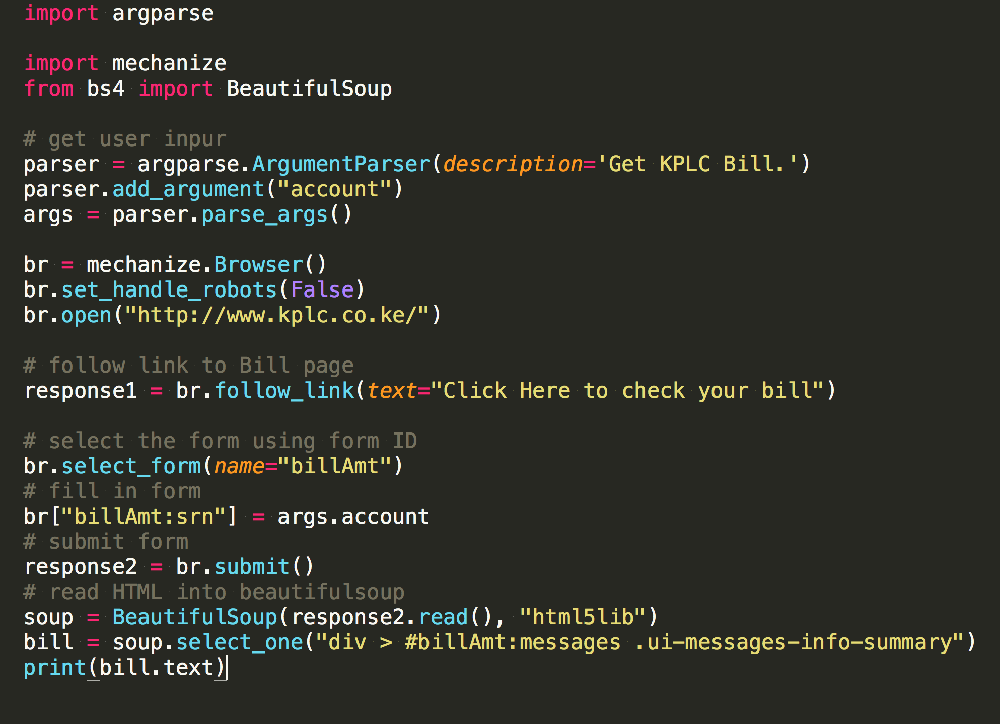 import argparse
import mechanize
from bs4 import BeautifulSoup
# get user inpur
parser = argparse.ArgumentParser(description='Get KPLC Bill.')
parser.add_argument("account")
args = parser.parse_args()
br = mechanize.Browser()
br.set_handle_robots(False)
br.open("http://www.kplc.co.ke/")
# follow link to Bill page
response1 = br.follow_link(text="Click Here to check your bill")
# select the form using form ID
br.select_form(name="billAmt")
# fill in form
br["billAmt:srn"] = args.account
# submit form
response2 = br.submit()
# read HTML into beautifulsoup
soup = BeautifulSoup(response2.read(), "html5lib")
bill = soup.select_one("div > #billAmt:messages .ui-messages-info-summary")
print(bill.text)